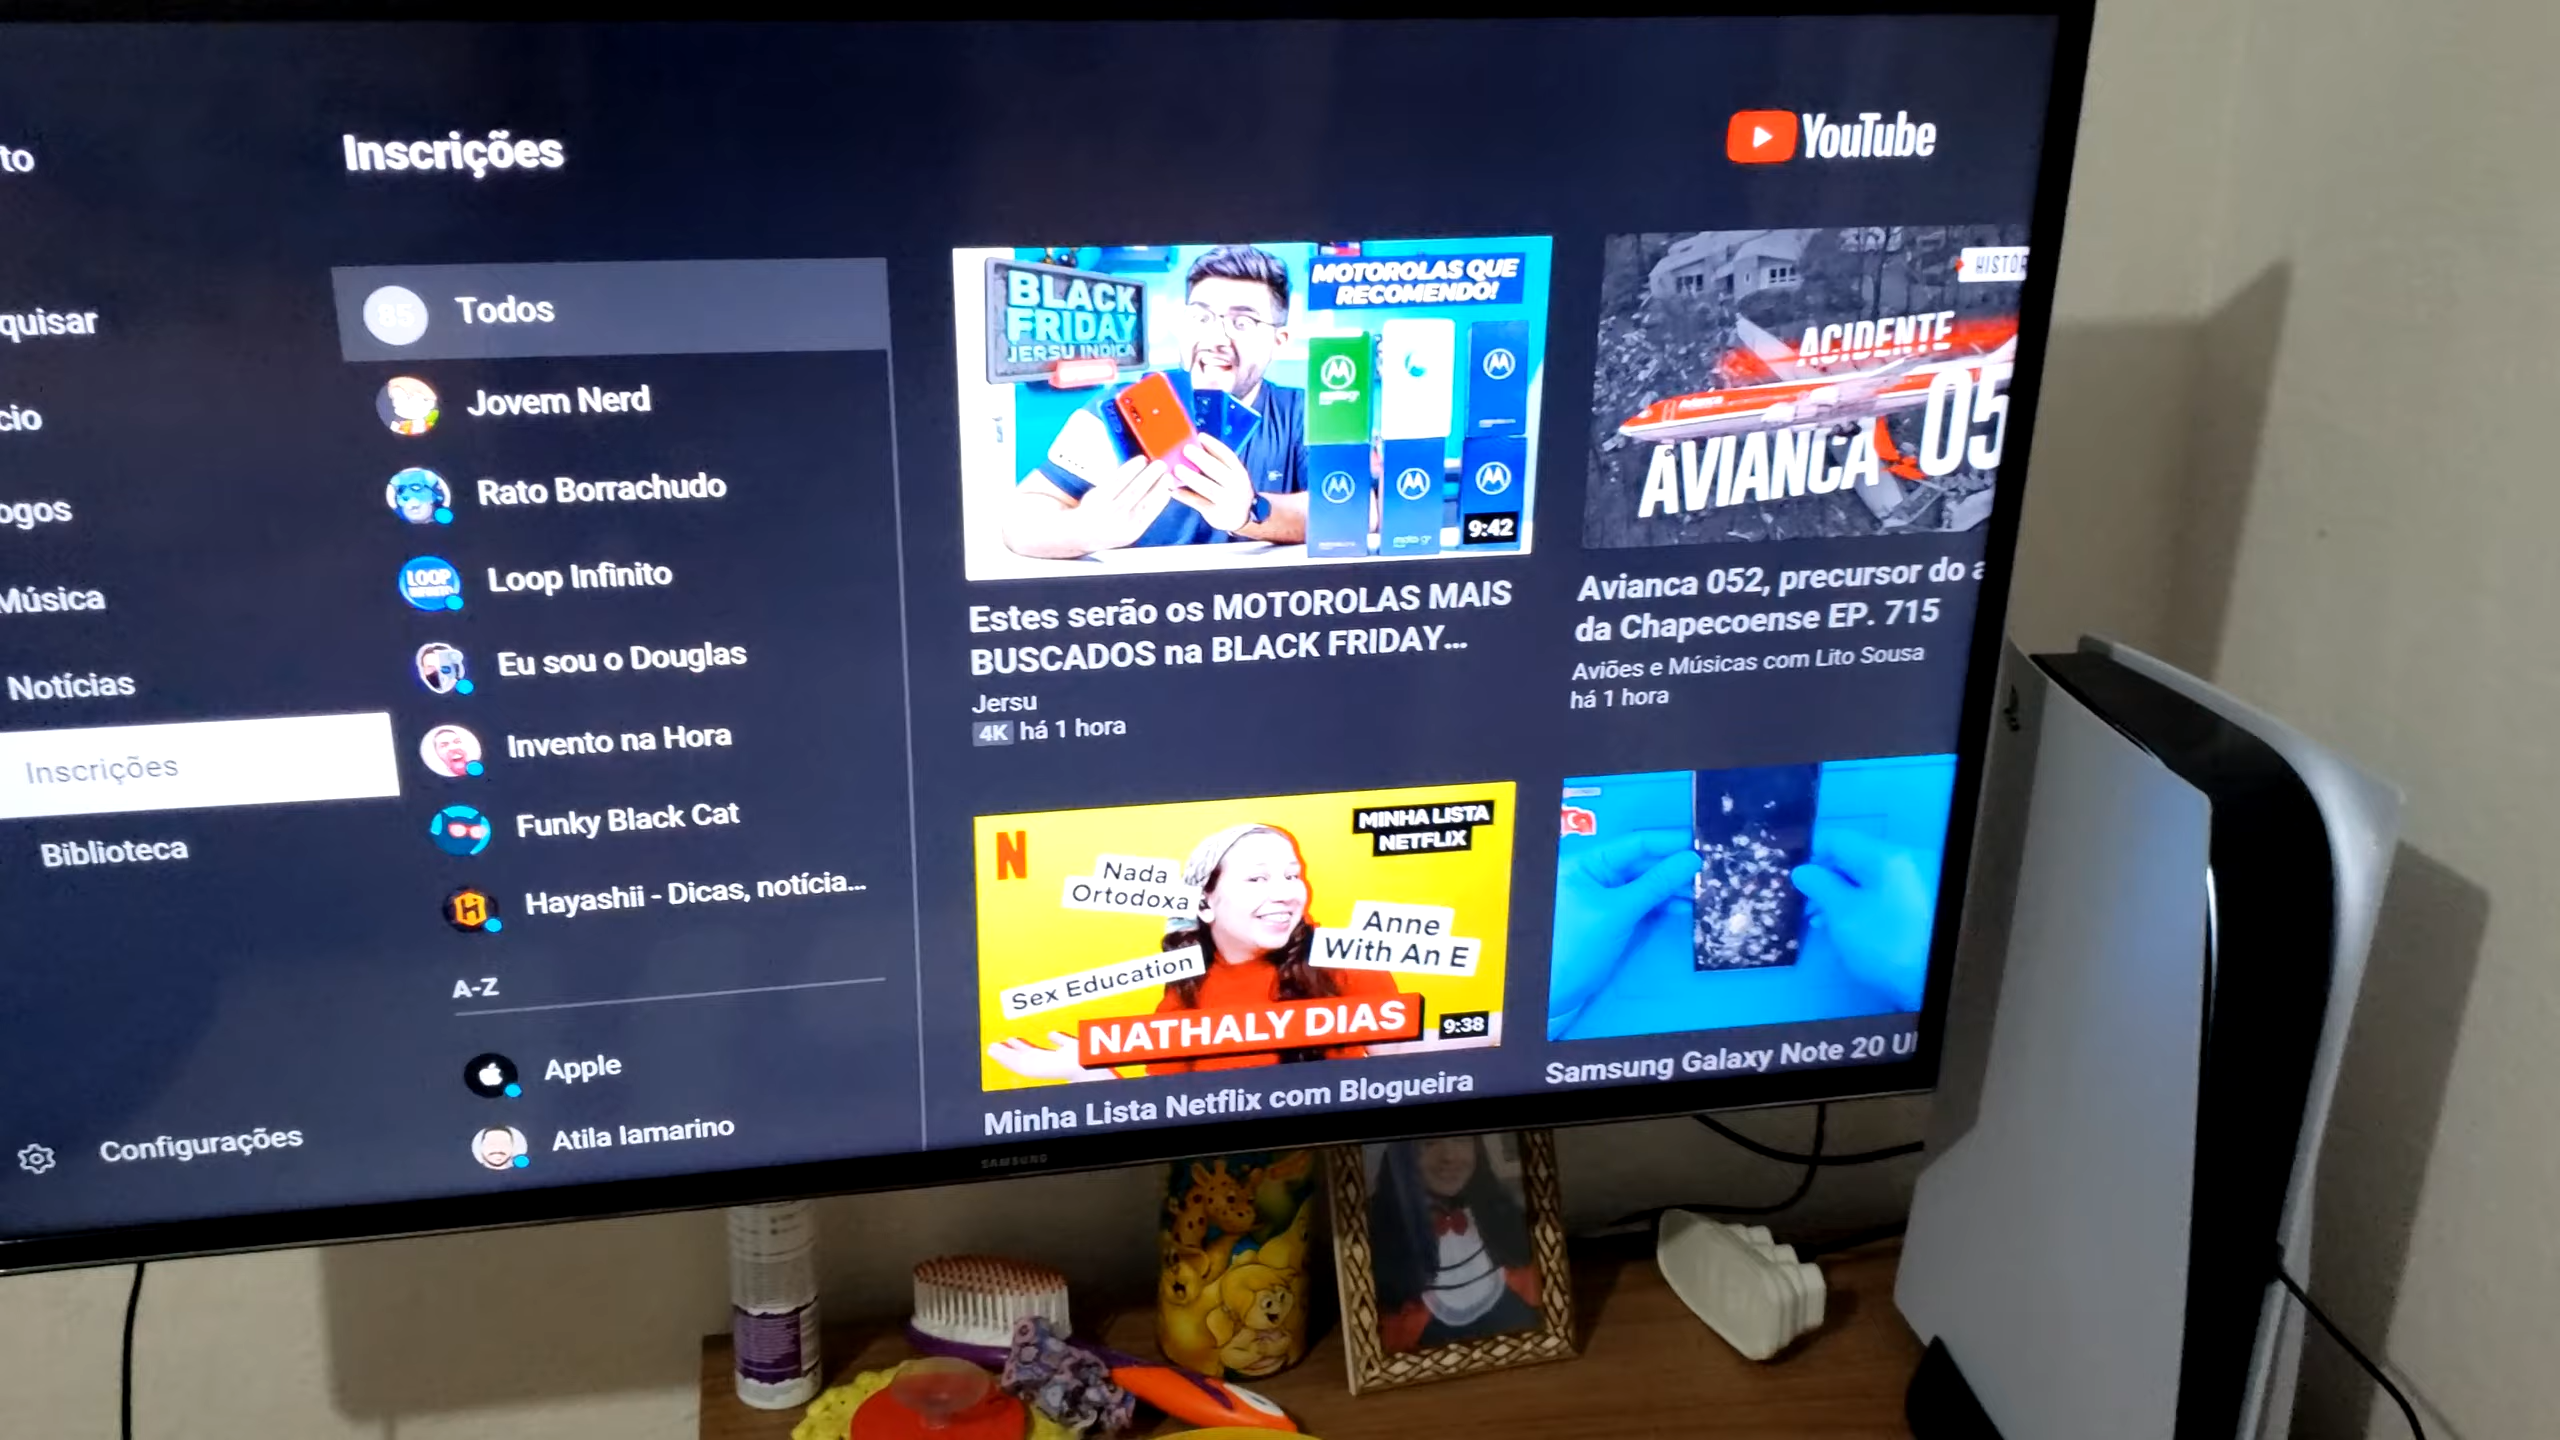 to
quisar
cio
ogos
Música
Notícias
Inscrições
Biblioteca
Configurações
Inscrições
85
Todos
Jovem Nerd
Rato Borrachudo
LOOP
Loop Infinito
Eu sou o Douglas
Invento na Hora
Funky Black Cat
H
Hayashii - Dicas, notícia...
A-Z
Apple
Atila Iamarino
YouTube
BLACK
FRIDAY
JERSU INDICA
MOTOROLAS QUE
RECOMENDO!
9:42
Estes serão os MOTOROLAS MAIS
BUSCADOS na BLACK FRIDAY...
Jersu
4K há 1 hora
HISTÓR
ACIDENTE
AVIANCA 05
Avianca 052, precursor do a
da Chapecoense EP. 715
Aviões e Músicas com Lito Sousa
há 1 hora
N
MINHA LISTA
NETFLIX
Nada
Ortodoxa
Anne
With An E
Sex Education
NATHALY DIAS
9:38
Minha Lista Netflix com Blogueira
Samsung Galaxy Note 20 Ul
SAMSUNG